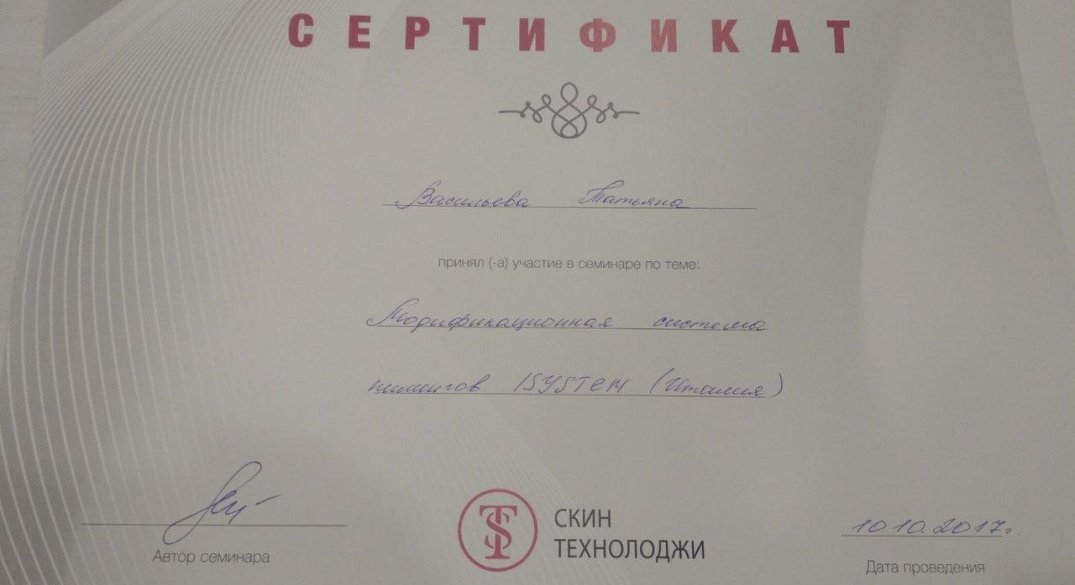 СЕРТИФИКАТ
Васильева Татьяна
принял (-а) участие в семинаре по теме:
Модификационная система
пилингов ISYSTEM (Италия)
Автор семинара
TS
СКИН
ТЕХНОЛОДЖИ
10.10.2017г.
Дата проведения